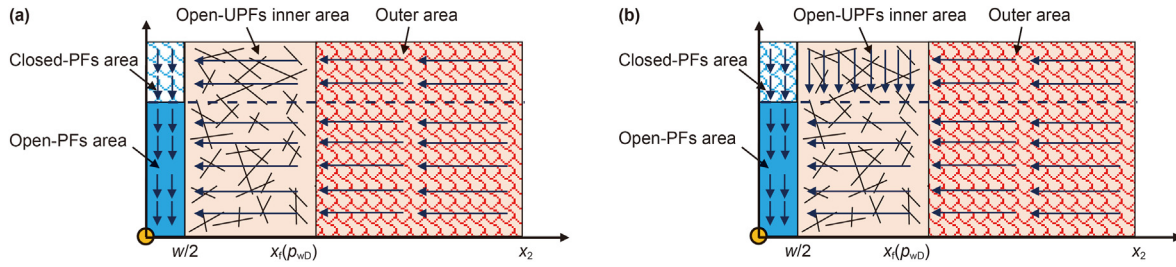 (a)
Open-UPFs inner area
Outer area
Closed-PFs area
Open-PFs area
w/2
xf(pwD)
x2
(b)
Open-UPFs inner area
Outer area
Closed-PFs area
Open-PFs area
w/2
xf(pwD)
x2